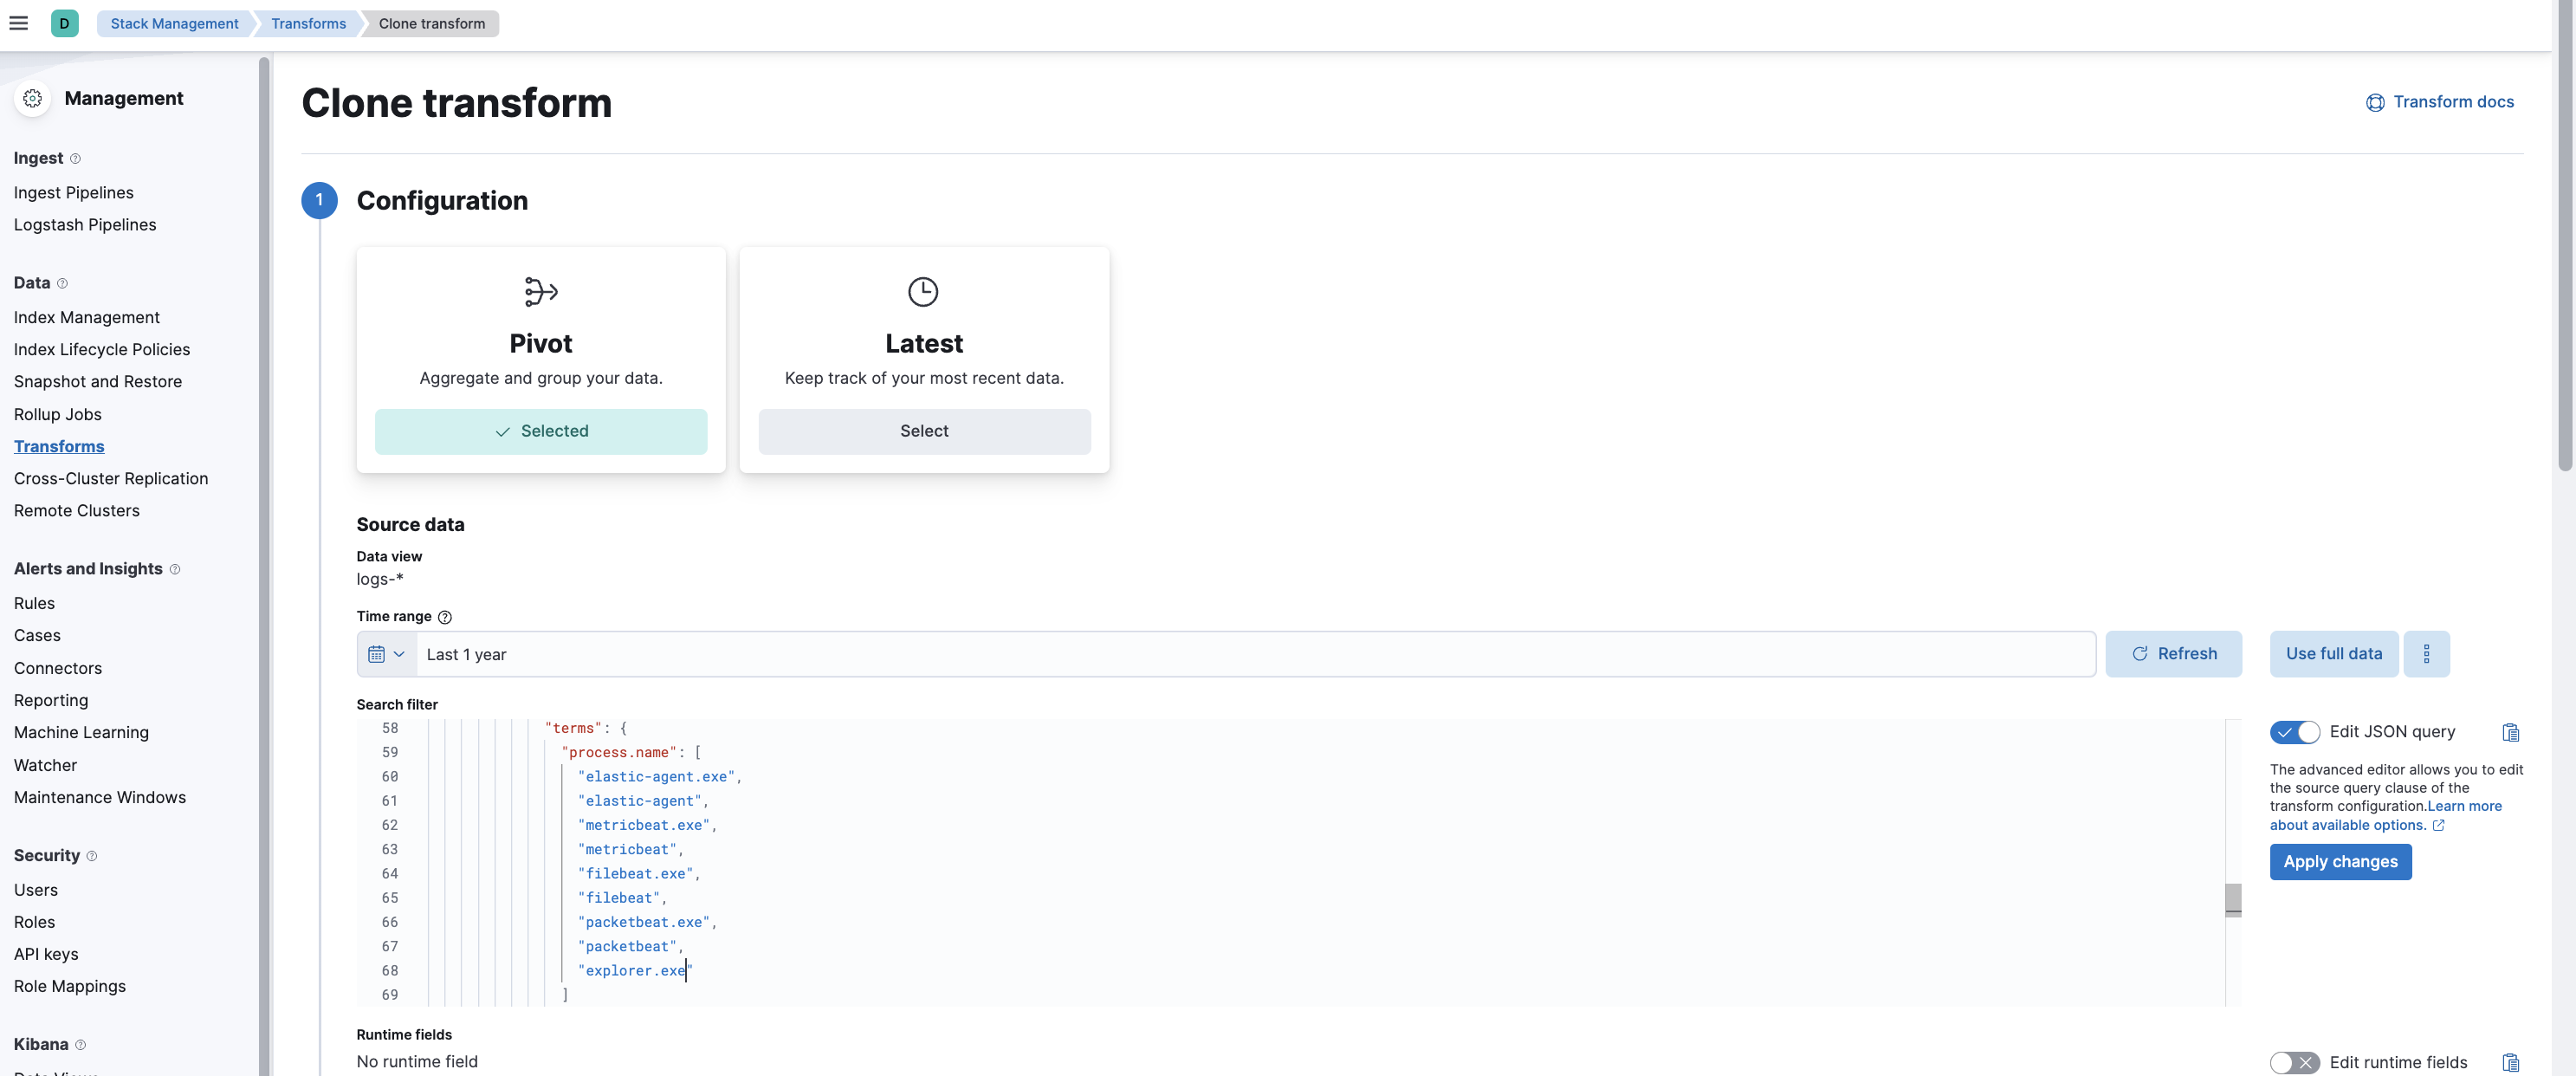 D
Stack Management
Transforms
Clone transform
Management
Ingest
Ingest Pipelines
Logstash Pipelines
Data
Index Management
Index Lifecycle Policies
Snapshot and Restore
Rollup Jobs
Transforms
Cross-Cluster Replication
Remote Clusters
Alerts and Insights
Rules
Cases
Connectors
Reporting
Machine Learning
Watcher
Maintenance Windows
Security
Users
Roles
API keys
Role Mappings
Kibana
Clone transform
Transform docs
1
Configuration
Pivot
Aggregate and group your data.
Selected
Latest
Keep track of your most recent data.
Select
Source data
Data view
logs-*
Time range
Last 1 year
Refresh
Use full data
Search filter
58 "terms": {
59 "process.name": [
60 "elastic-agent.exe",
61 "elastic-agent",
62 "metricbeat.exe",
63 "metricbeat",
64 "filebeat.exe",
65 "filebeat",
66 "packetbeat.exe",
67 "packetbeat",
68 "explorer.exe"
69 ]
Edit JSON query
The advanced editor allows you to edit
the source query clause of the
transform configuration.Learn more
about available options.
Apply changes
Runtime fields
No runtime field
Edit runtime fields